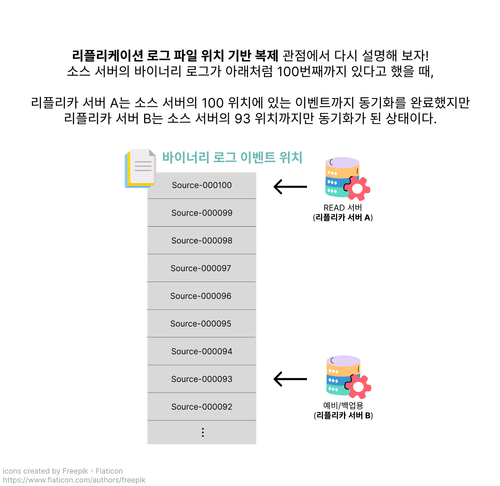 리플리케이션 로그 파일 위치 기반 복제 관점에서 다시 설명해 보자!
소스 서버의 바이너리 로그가 아래처럼 100번째까지 있다고 했을 때,
리플리카 서버 A는 소스 서버의 100 위치에 있는 이벤트까지 동기화를 완료했지만
리플리카 서버 B는 소스 서버의 93 위치까지만 동기화가 된 상태이다.
바이너리 로그 이벤트 위치
Source-000100
Source-000099
Source-000098
Source-000097
Source-000096
Source-000095
Source-000094
Source-000093
Source-000092
⋮
READ 서버
(리플리카 서버 A)
예비/백업용
(리플리카 서버 B)
icons created by Freepik - Flaticon
https://www.flaticon.com/authors/freepik